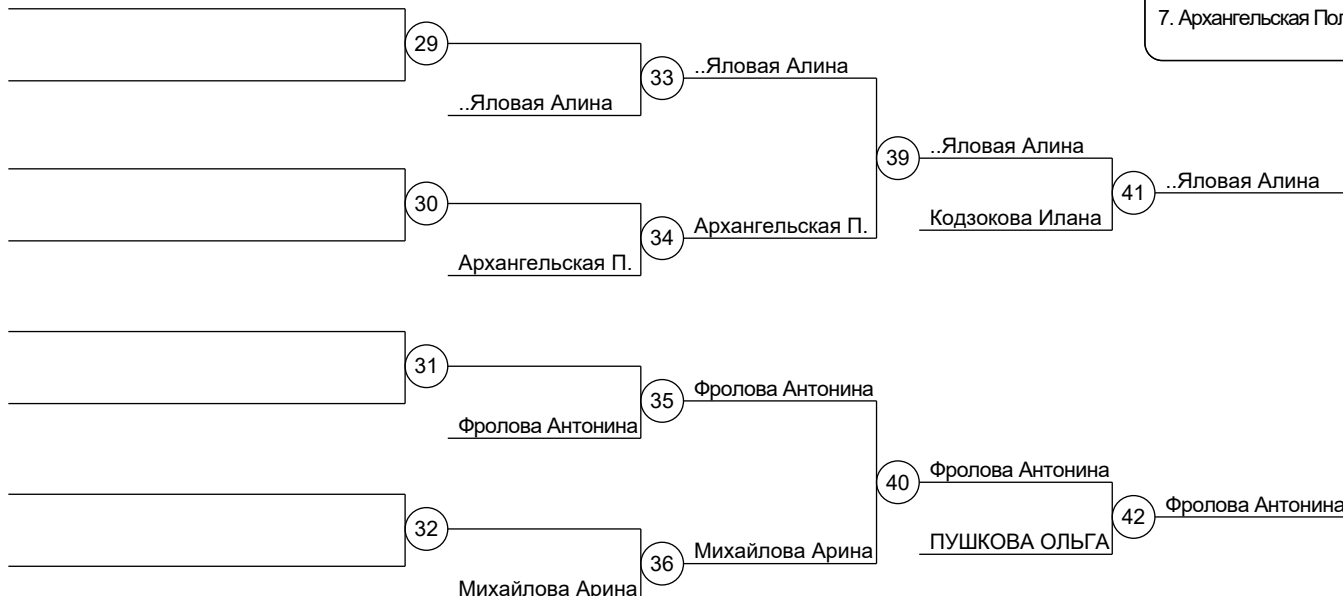 7. Архангельская Пол
29
33
..Яловая Алина
..Яловая Алина
39
..Яловая Алина
41
..Яловая Алина
30
34
Архангельская П.
Кодзокова Илана
Архангельская П.
31
35
Фролова Антонина
Фролова Антонина
40
Фролова Антонина
42
Фролова Антонина
32
36
Михайлова Арина
ПУШКОВА ОЛЬГА
Михайлова Арина